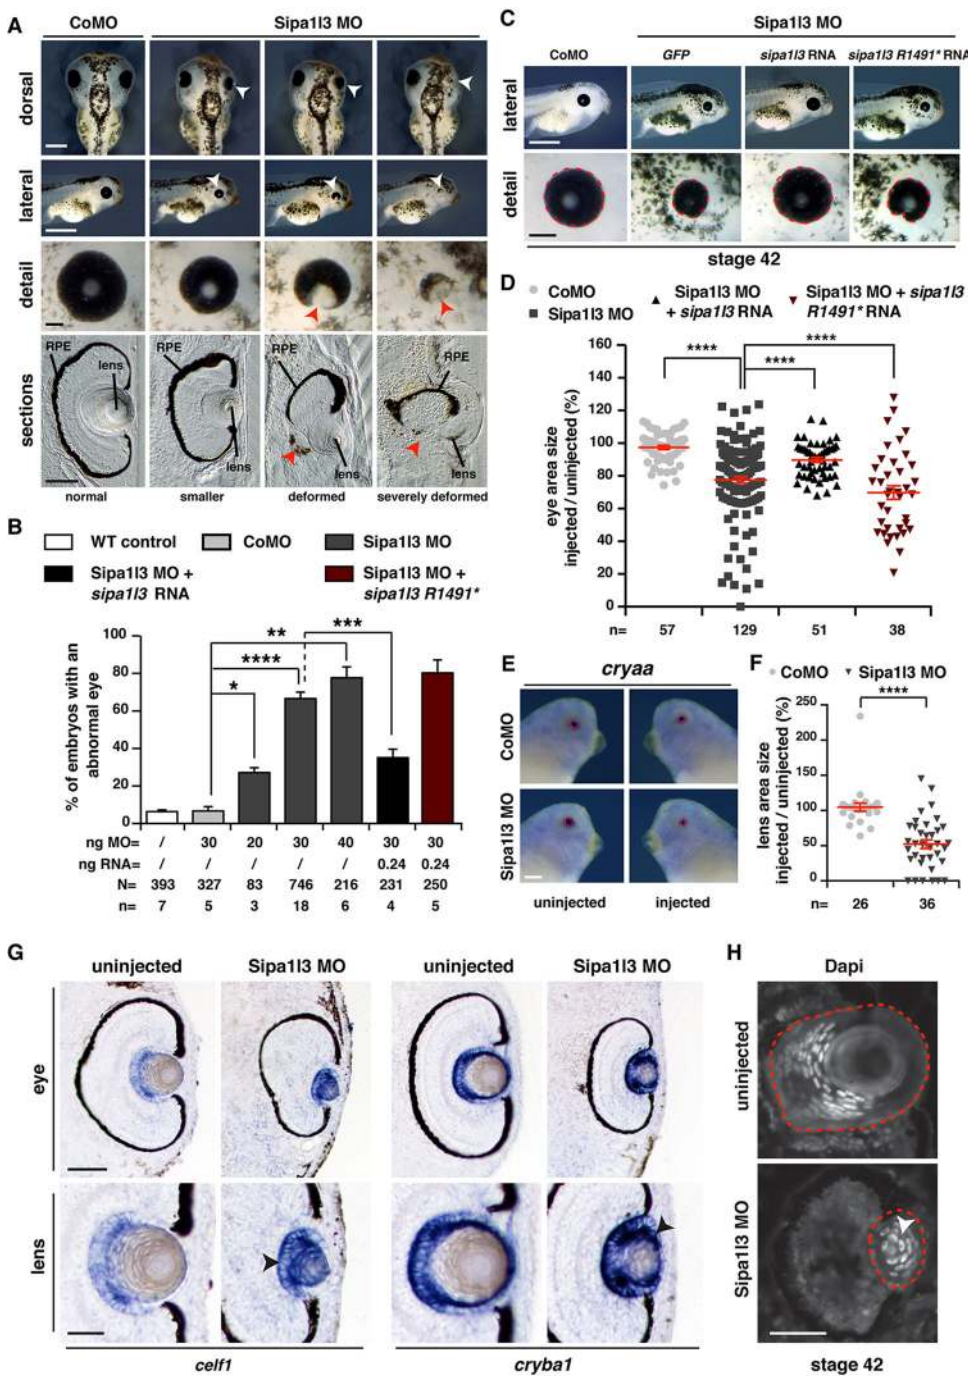 A
CoMO
Sipa1l3 MO
dorsal
lateral
detail
sections
RPE
lens
RPE
lens
RPE
lens
RPE
lens
normal
smaller
deformed
severely deformed
B
WT control
CoMO
Sipa1l3 MO
Sipa1l3 MO +
sipa1l3 RNA
Sipa1l3 MO +
sipa1l3 R1491*
% of embryos with an
abnormal eye
100
80
60
40
20
*
****
**
***
ng MO= / 30 20 30 40 30 30
ng RNA= / / / / / 0.24 0.24
N= 393 327 83 746 216 231 250
n= 7 5 3 18 6 4 5
C
Sipa1l3 MO
CoMO
GFP
sipa1l3 RNA
sipa1l3 R1491* RNA
lateral
detail
stage 42
D
CoMO
Sipa1l3 MO
Sipa1l3 MO
+ sipa1l3 RNA
Sipa1l3 MO + sipa1l3
R1491* RNA
eye area size
injected / uninjected (%)
160
140
120
100
80
60
40
20
0
****
****
****
n= 57 129 51 38
E
cryaa
CoMO
Sipa1l3 MO
uninjected
injected
F
CoMO
Sipa1l3 MO
lens area size
injected / uninjected (%)
250
200
150
100
50
0
****
n= 26 36
G
uninjected
Sipa1l3 MO
uninjected
Sipa1l3 MO
eye
lens
celf1
cryba1
H
Dapi
uninjected
Sipa1l3 MO
stage 42